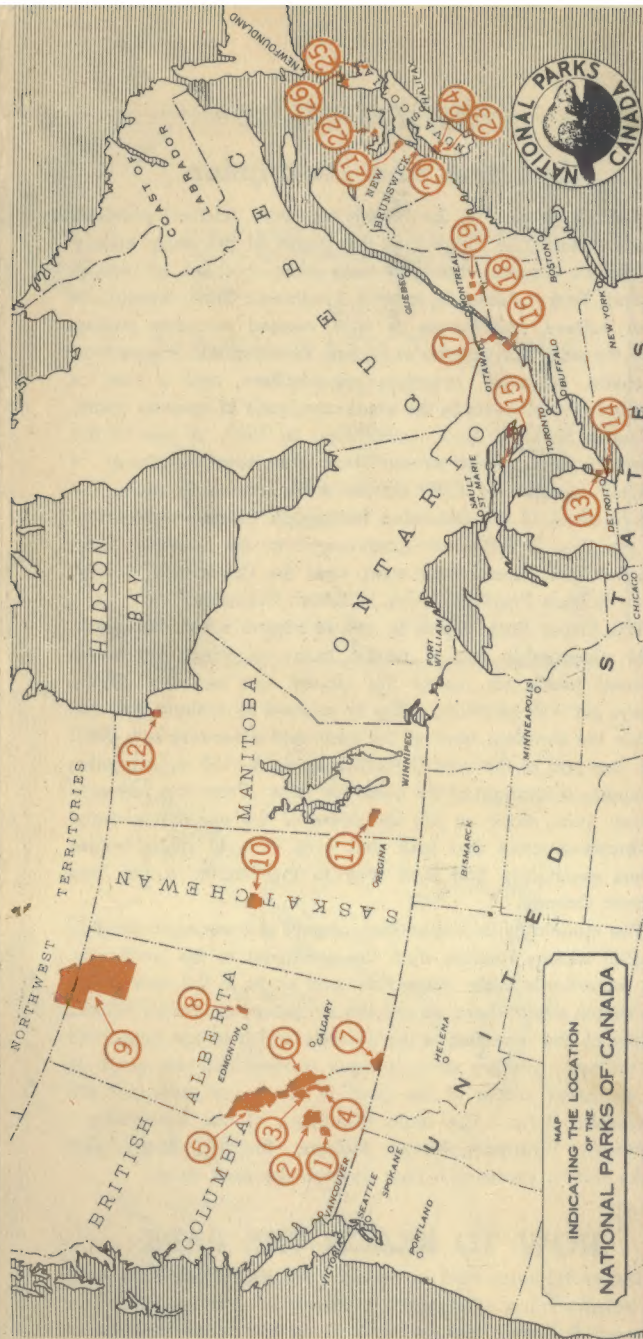 NORTHWEST TERRITORIES
HUDSON
BAY
COAST OF
LABRADOR
NEWFOUNDLAND
BRITISH
COLUMBIA
ALBERTA
SASKATCHEWAN
MANITOBA
ONTARIO
QUEBEC
NEW
BRUNSWICK
NOVA SCOTIA
HALIFAX
EDMONTON
CALGARY
REGINA
WINNIPEG
FORT
WILLIAM
SAULT
ST MARIE
OTTAWA
MONTREAL
QUEBEC
TORONTO
BUFFALO
BOSTON
NEW YORK
DETROIT
CHICAGO
MINNEAPOLIS
BISMARCK
HELENA
SPOKANE
SEATTLE
PORTLAND
VICTORIA
VANCOUVER
UNITED STATES
1
2
3
4
5
6
7
8
9
10
11
12
13
14
15
16
17
18
19
20
21
22
23
24
25
26
MAP
INDICATING THE LOCATION
OF THE
NATIONAL PARKS OF CANADA
NATIONAL PARKS
CANADA